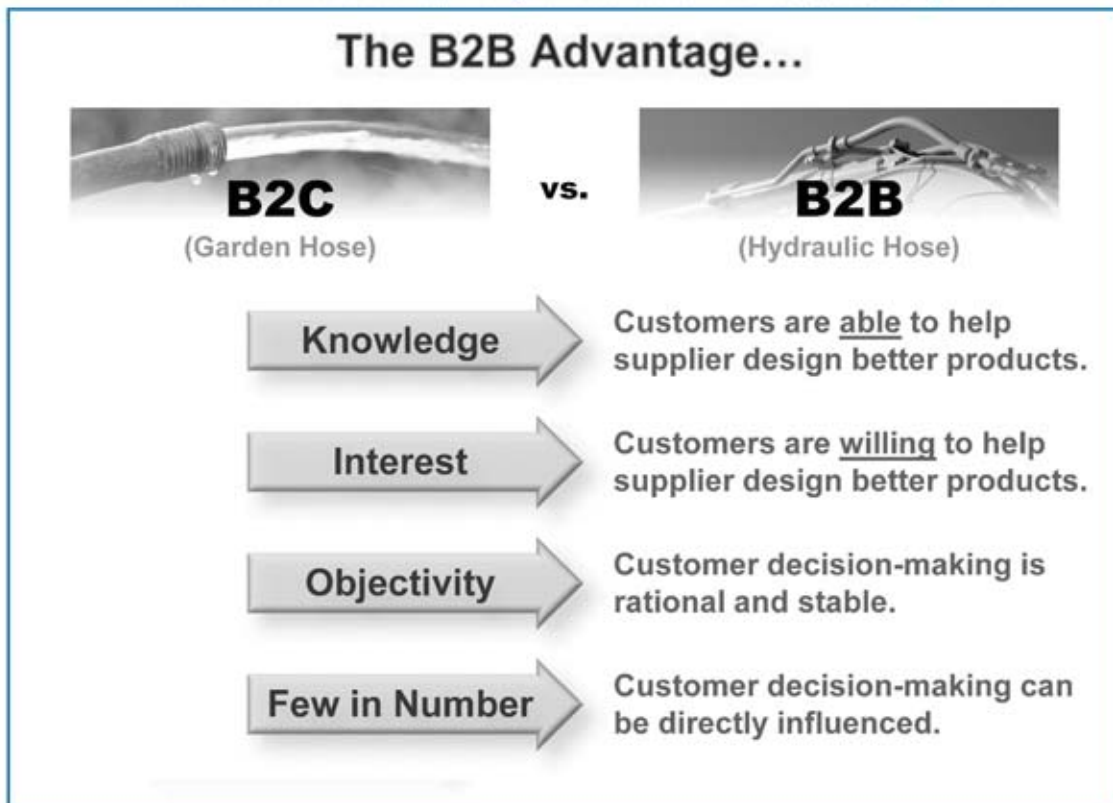 The B2B Advantage…
B2C
vs.
B2B
(Garden Hose)
(Hydraulic Hose)
Knowledge
Customers are able to help
supplier design better products.
Interest
Customers are willing to help
supplier design better products.
Objectivity
Customer decision-making is
rational and stable.
Few in Number
Customer decision-making can
be directly influenced.